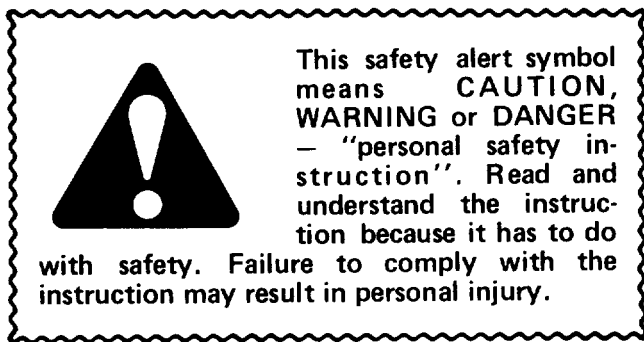 This safety alert symbol
means CAUTION,
WARNING or DANGER
— "personal safety in-
struction". Read and
understand the instruc-
tion because it has to do
with safety. Failure to comply with the
instruction may result in personal injury.